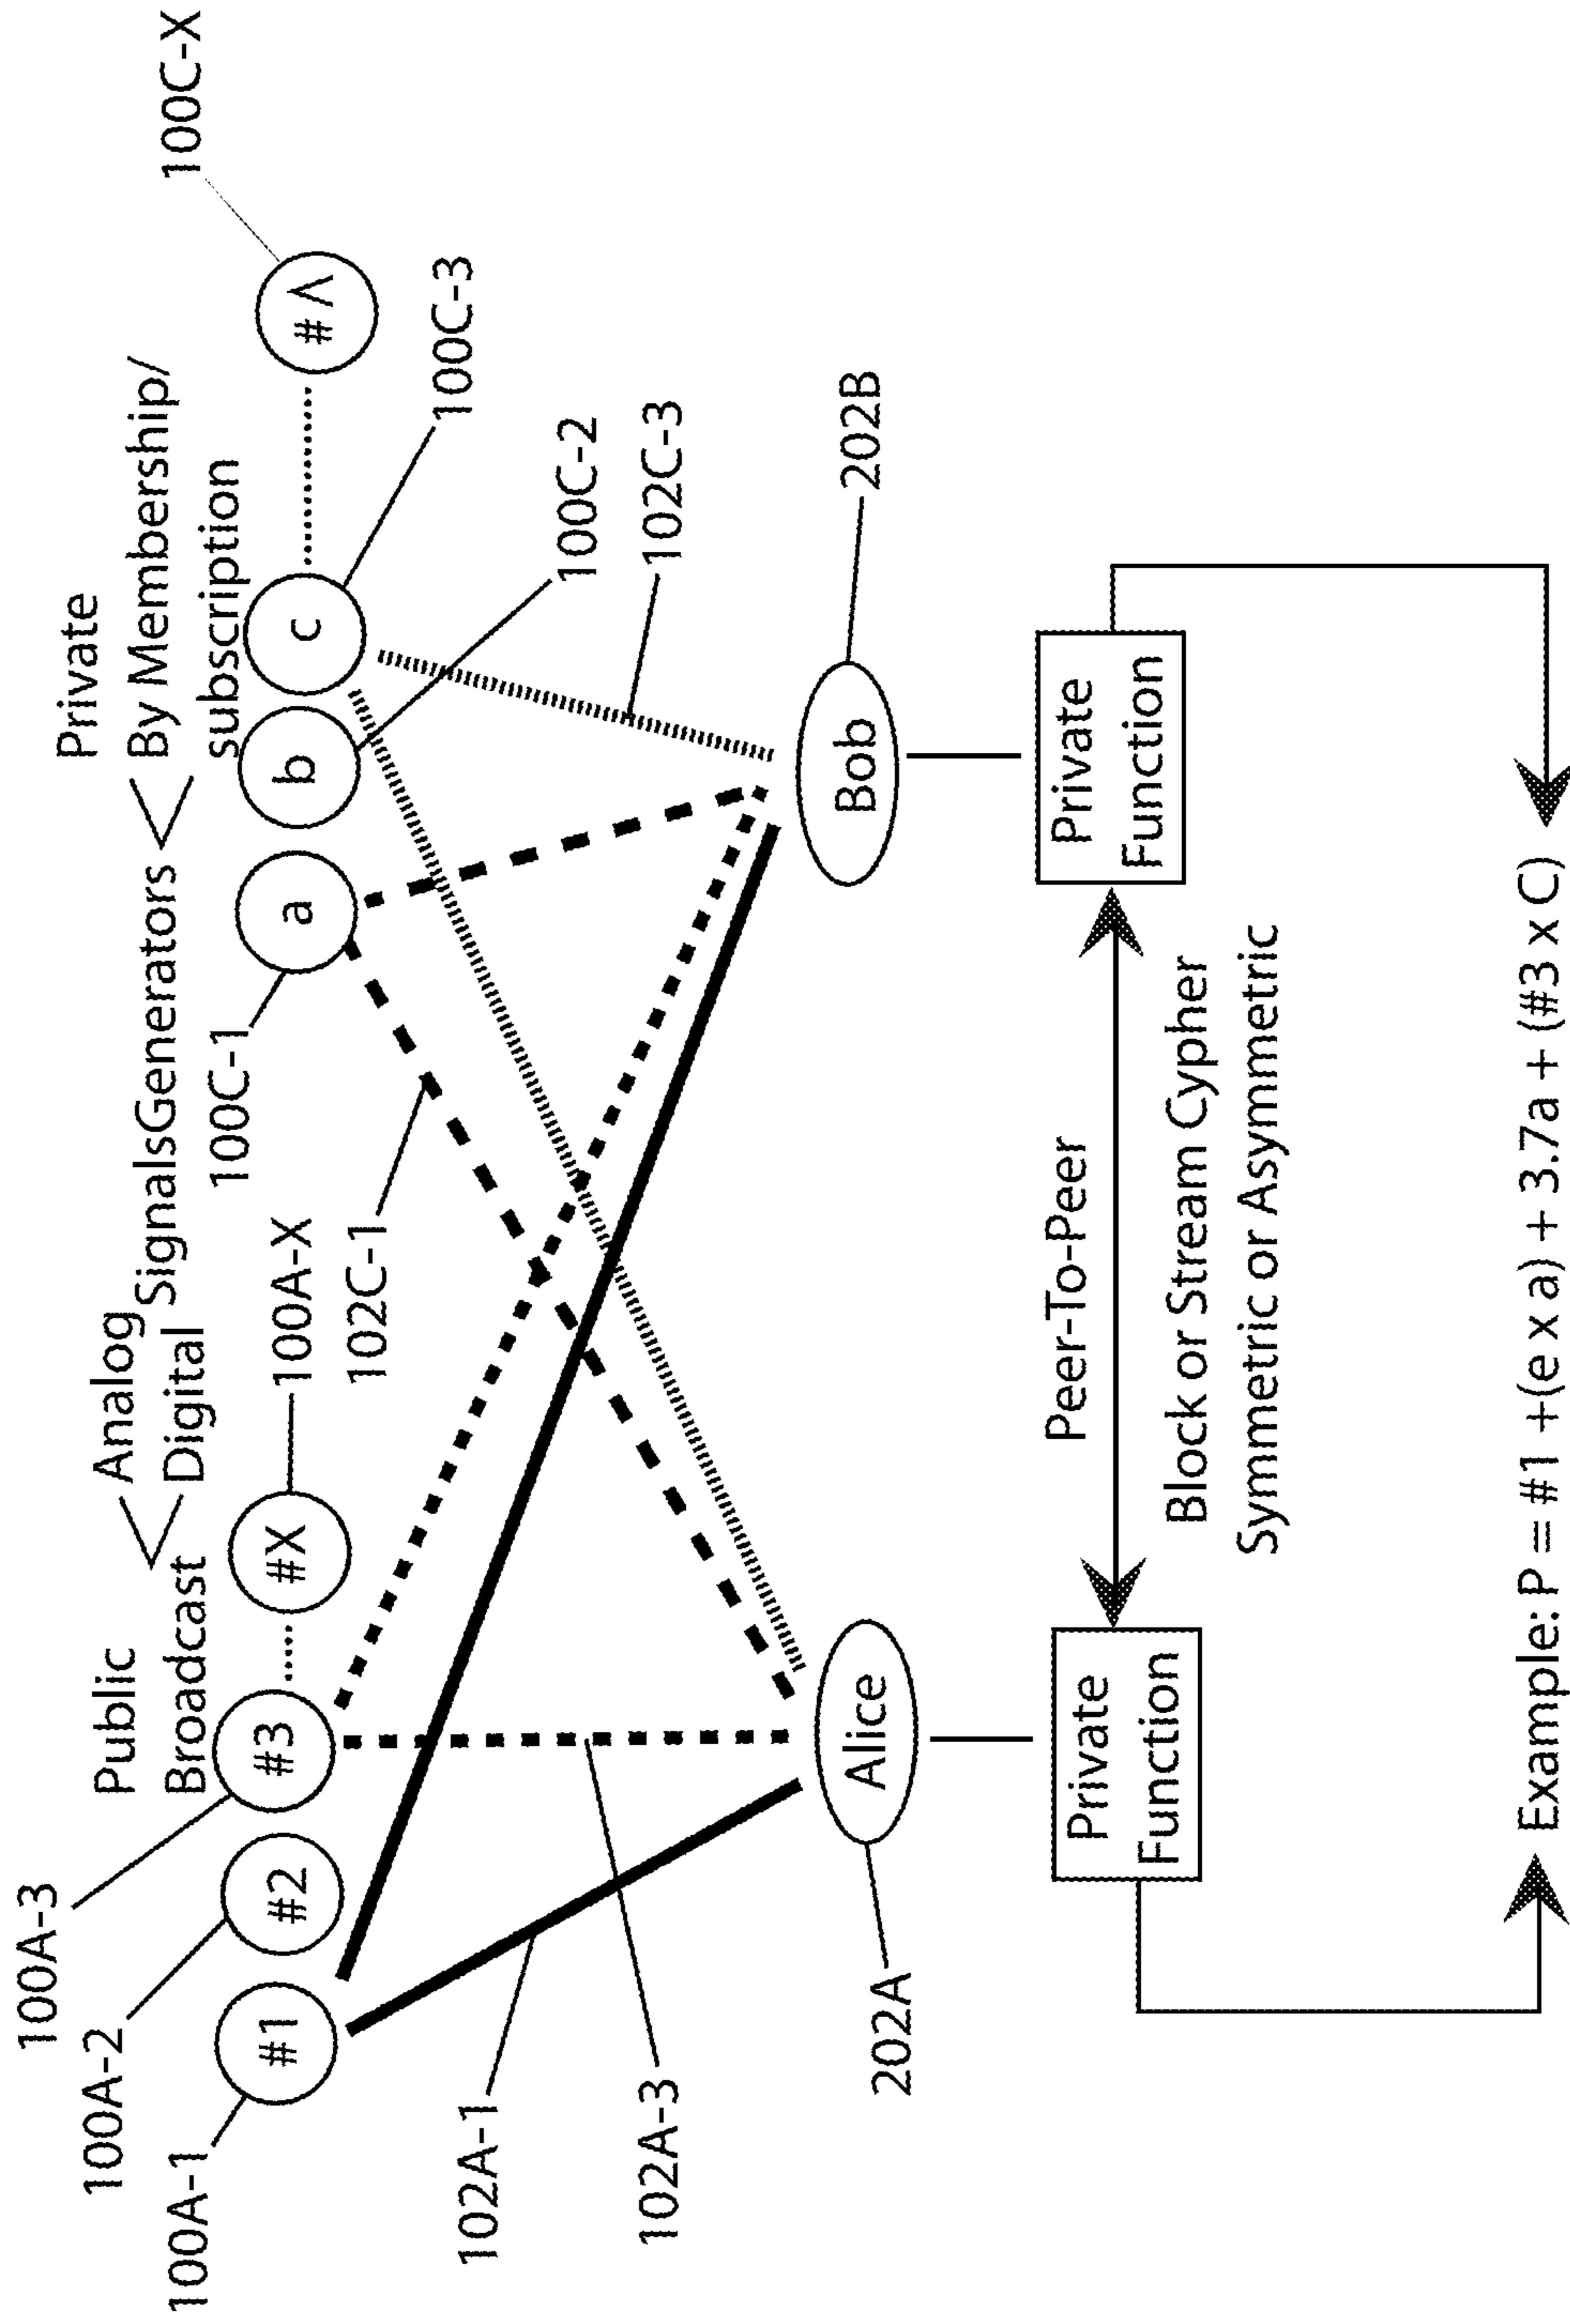 Public
Broadcast
Analog
Digital
SignalsGenerators
Private
By Membership/
subscription
100A-1
100A-2
100A-3
100A-X
100C-1
100C-2
100C-3
100C-X
#1
#2
#3
#X
a
b
c
#Λ
102A-1
102A-3
102C-1
102C-3
202A
Alice
Bob
202B
Private
Function
Peer-To-Peer
Block or Stream Cypher
Symmetric or Asymmetric
Private
Function
Example: P = #1 +(e x a) + 3.7a + (#3 x C)